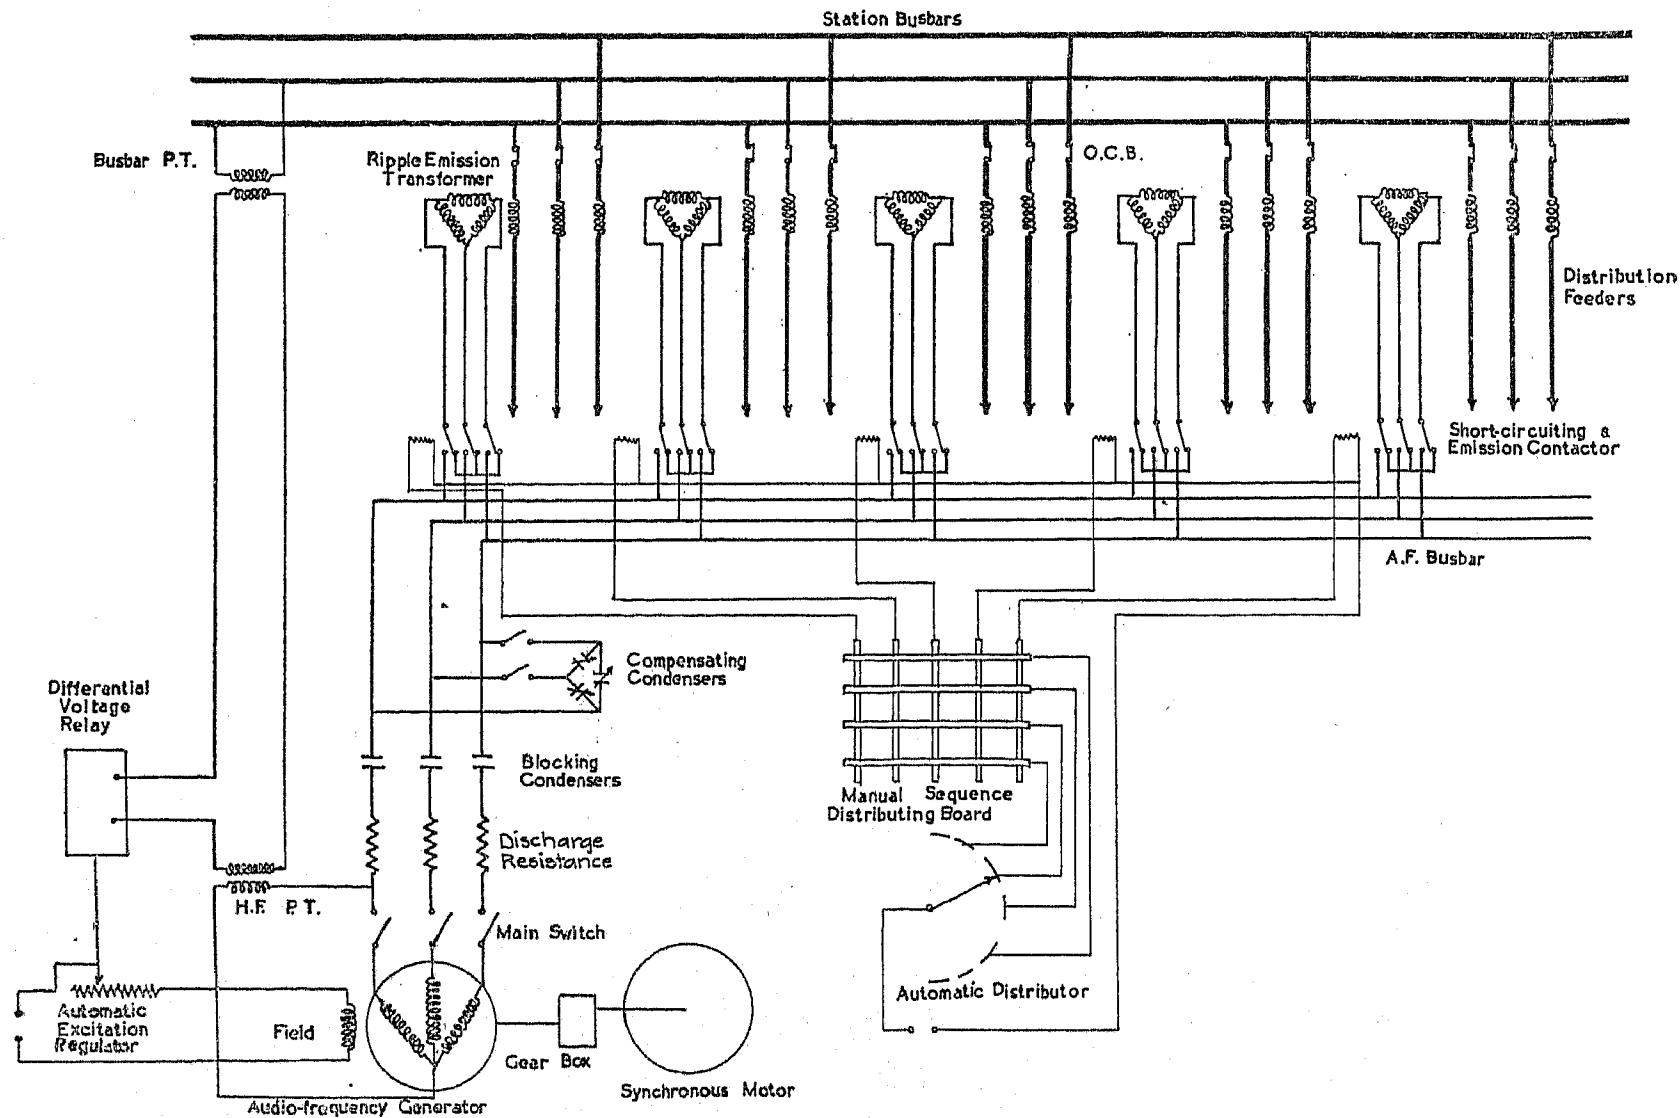 Station Busbars
Busbar P.T.
Ripple Emission
Transformer
O.C.B.
Distribution
Feeders
Short-circuiting &
Emission Contactor
A.F. Busbar
Compensating
Condensers
Differential
Voltage
Relay
Blocking
Condensers
Manual Sequence
Distributing Board
Discharge
Resistance
H.F. P.T.
Main Switch
Automatic Distributor
Automatic
Excitation
Regulator
Field
Gear Box
Synchronous Motor
Audio-frequency Generator